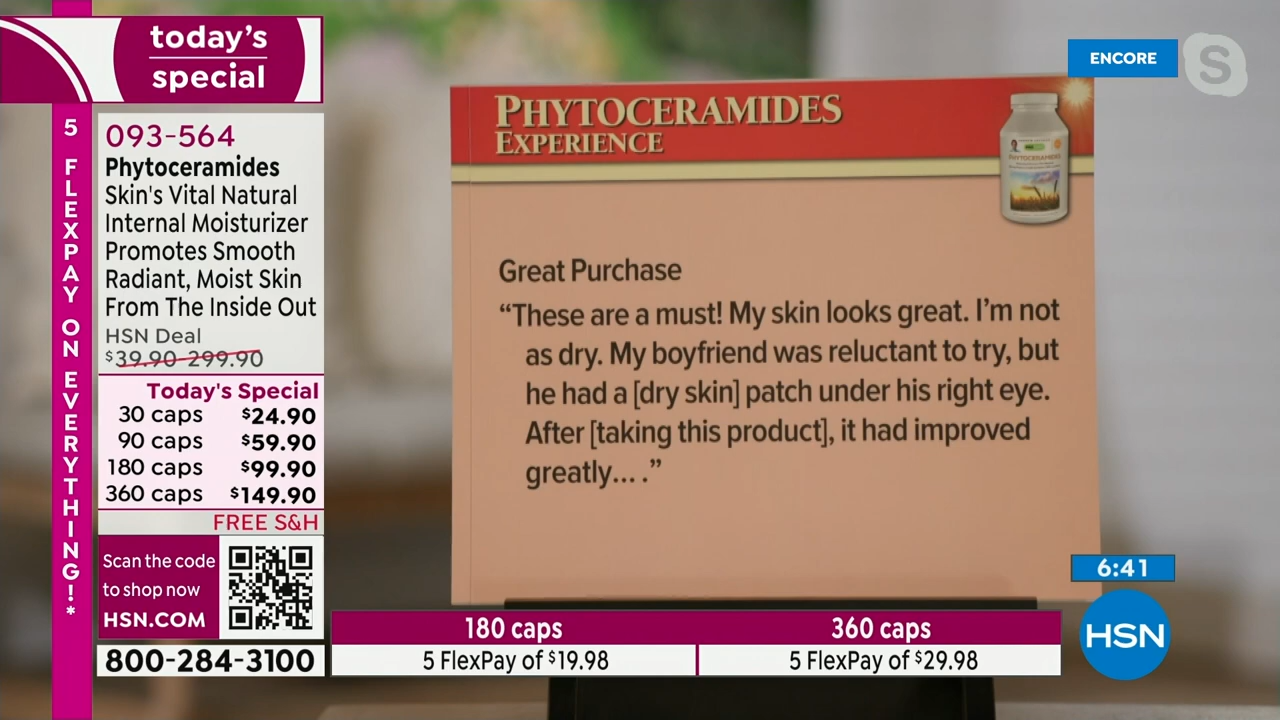 today's
special
5 FLEXPAY ON EVERYTHING!*
093-564
Phytoceramides
Skin's Vital Natural
Internal Moisturizer
Promotes Smooth
Radiant, Moist Skin
From The Inside Out
HSN Deal
$39.90-299.90
Today's Special
30 caps $24.90
90 caps $59.90
180 caps $99.90
360 caps $149.90
FREE S&H
Scan the code
to shop now
HSN.COM
800-284-3100
ENCORE
S
PHYTOCERAMIDES
EXPERIENCE
PHYTOCERAMIDES
Great Purchase
“These are a must! My skin looks great. I’m not
as dry. My boyfriend was reluctant to try, but
he had a [dry skin] patch under his right eye.
After [taking this product], it had improved
greatly... .”
6:41
HSN
180 caps 360 caps
5 FlexPay of $19.98 5 FlexPay of $29.98